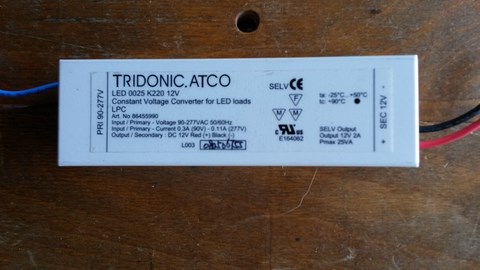 TRIDONIC.ATCO
LED 0025 K220 12V
Constant Voltage Converter for LED loads
LPC
Art. No 86455990
Input / Primary - Voltage 90-277VAC 50/60Hz
Input / Primary - Current 0.3A (90V) - 0.11A (277V)
Output / Secondary : DC 12V Red (+) Black (-)
L003
PRI 90-277V
SELV CE
F
M M
c UL us
E164062
ta: -25°C...+50°C
tc: +90°C
SELV Output
Output 12V 2A
Pmax 25VA
+ SEC 12V -